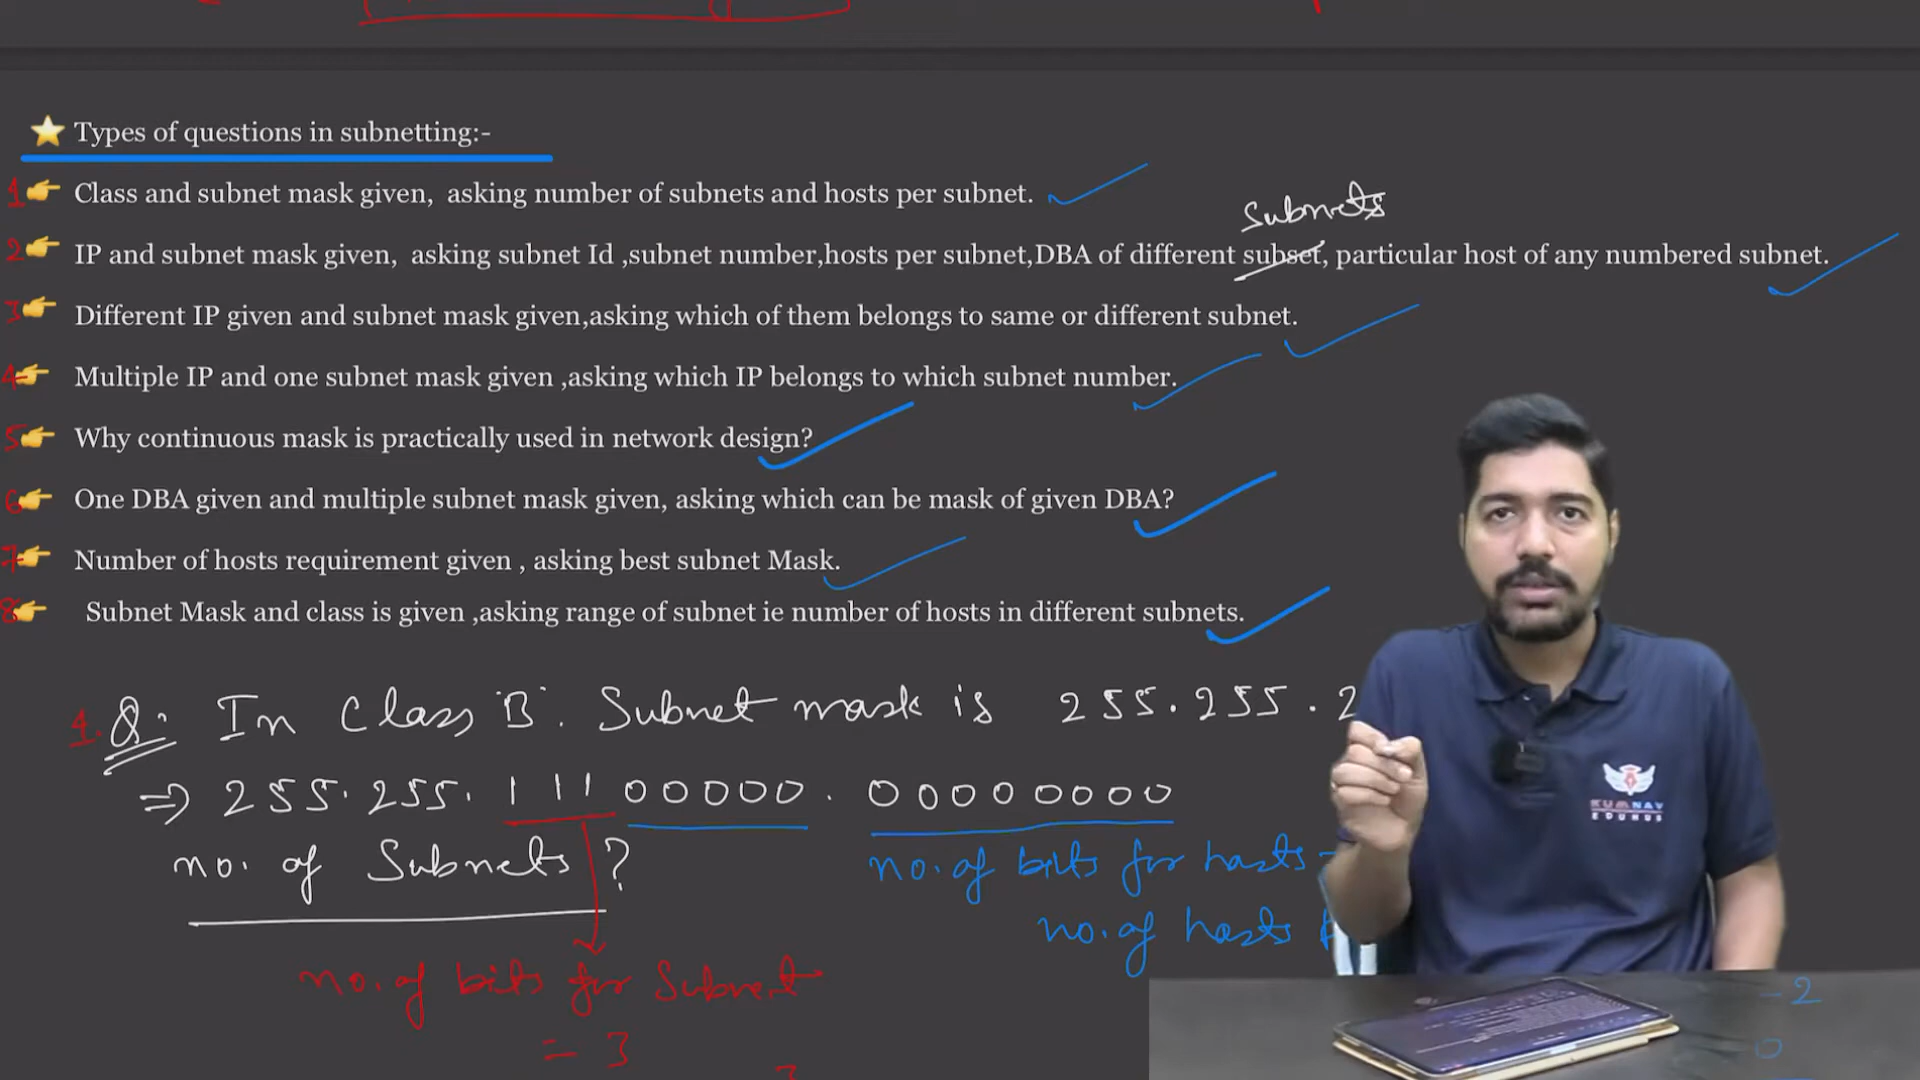 ⭐ Types of questions in subnetting:-
1 👉 Class and subnet mask given, asking number of subnets and hosts per subnet.
Subnets
2 👉 IP and subnet mask given, asking subnet Id ,subnet number,hosts per subnet,DBA of different subset, particular host of any numbered subnet.
3 👉 Different IP given and subnet mask given,asking which of them belongs to same or different subnet.
4 👉 Multiple IP and one subnet mask given ,asking which IP belongs to which subnet number.
5 👉 Why continuous mask is practically used in network design?
6 👉 One DBA given and multiple subnet mask given, asking which can be mask of given DBA?
7 👉 Number of hosts requirement given , asking best subnet Mask.
8 👉 Subnet Mask and class is given ,asking range of subnet ie number of hosts in different subnets.
1. Q: In Class 'B'. Subnet mask is 255.255.2
⇒ 255.255.11100000.00000000
no. of Subnets ?
no. of bits for hosts
no. of hosts
no. of bits for Subnet
= 3
-2
KUMNAV
EDUHUB